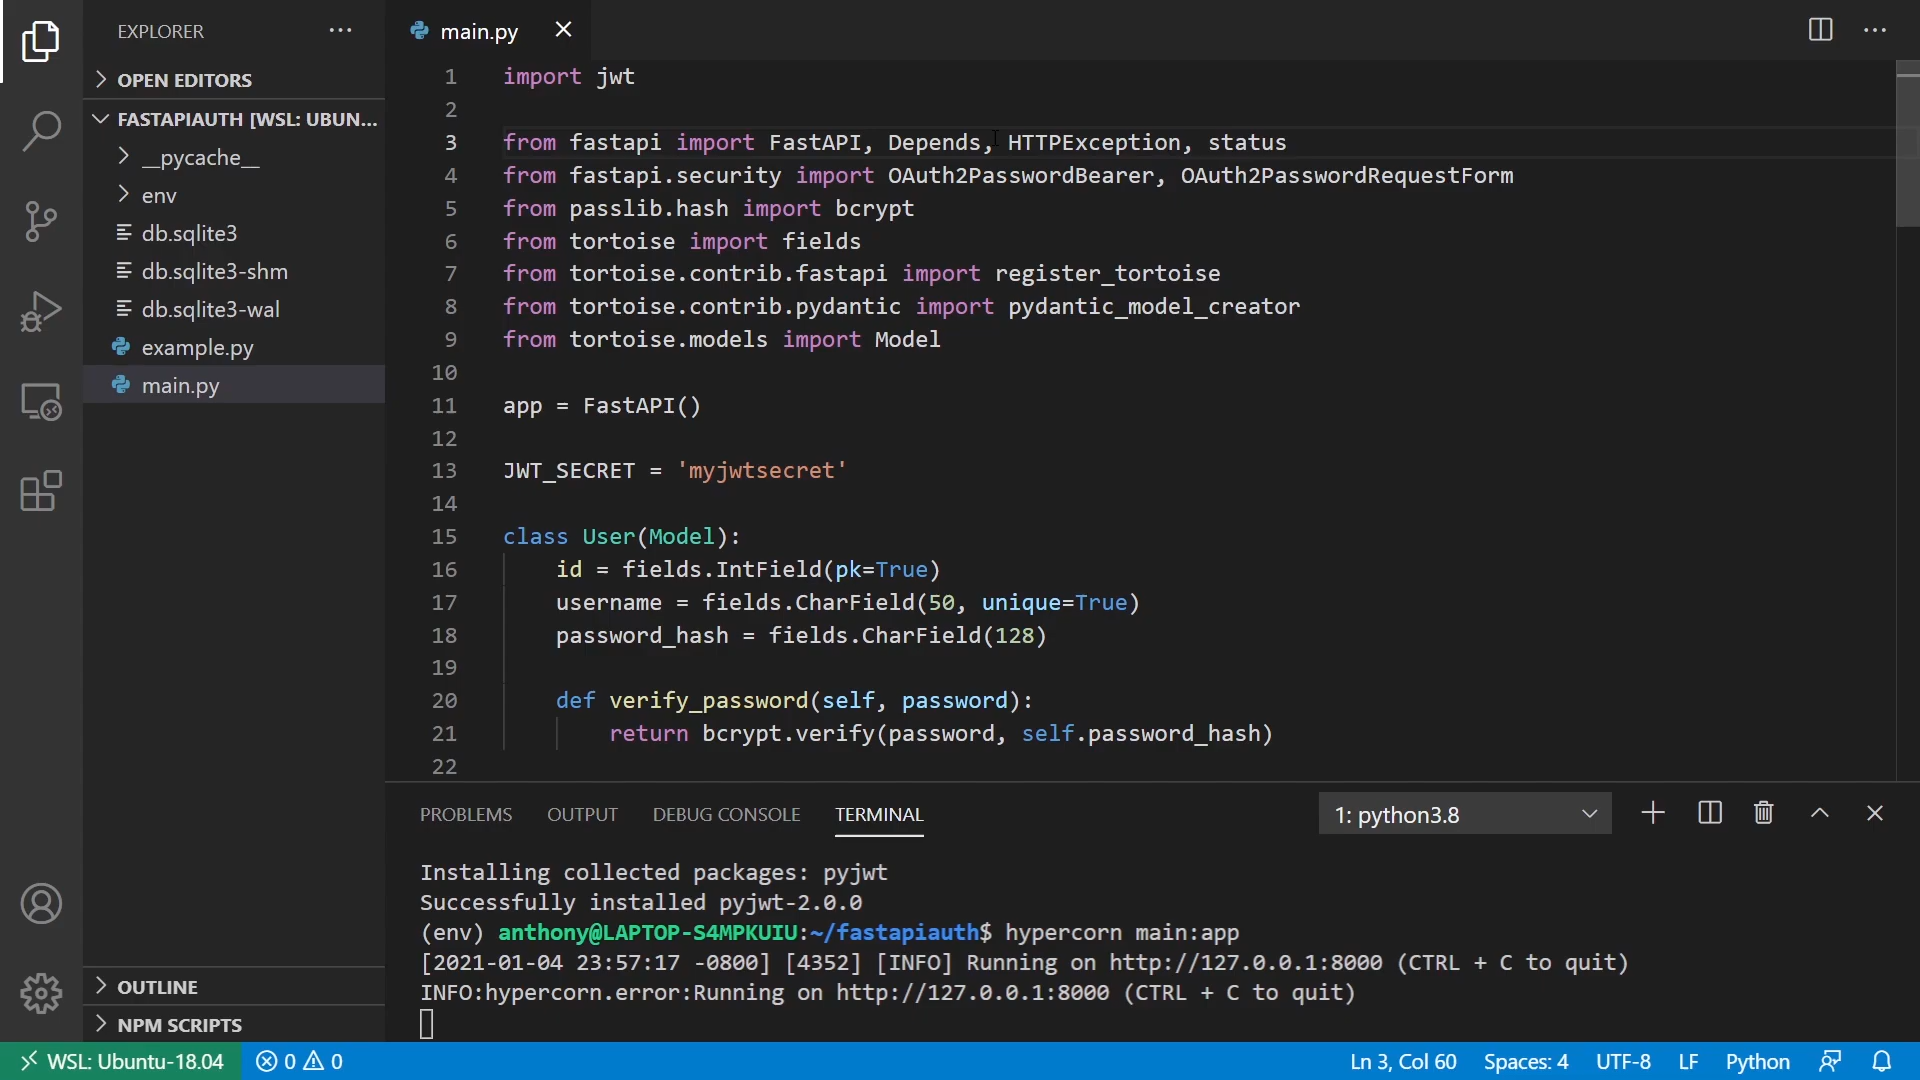 EXPLORER
OPEN EDITORS
FASTAPIAUTH [WSL: UBUN...
__pycache__
env
db.sqlite3
db.sqlite3-shm
db.sqlite3-wal
example.py
main.py
OUTLINE
NPM SCRIPTS
main.py
1 import jwt
2
3 from fastapi import FastAPI, Depends, HTTPException, status
4 from fastapi.security import OAuth2PasswordBearer, OAuth2PasswordRequestForm
5 from passlib.hash import bcrypt
6 from tortoise import fields
7 from tortoise.contrib.fastapi import register_tortoise
8 from tortoise.contrib.pydantic import pydantic_model_creator
9 from tortoise.models import Model
10
11 app = FastAPI()
12
13 JWT_SECRET = 'myjwtsecret'
14
15 class User(Model):
16     id = fields.IntField(pk=True)
17     username = fields.CharField(50, unique=True)
18     password_hash = fields.CharField(128)
19
20     def verify_password(self, password):
21         return bcrypt.verify(password, self.password_hash)
22
PROBLEMS OUTPUT DEBUG CONSOLE TERMINAL 1: python3.8
Installing collected packages: pyjwt
Successfully installed pyjwt-2.0.0
(env) anthony@LAPTOP-S4MPKUIU:~/fastapiauth$ hypercorn main:app
[2021-01-04 23:57:17 -0800] [4352] [INFO] Running on http://127.0.0.1:8000 (CTRL + C to quit)
INFO:hypercorn.error:Running on http://127.0.0.1:8000 (CTRL + C to quit)
WSL: Ubuntu-18.04 0 0 Ln 3, Col 60 Spaces: 4 UTF-8 LF Python